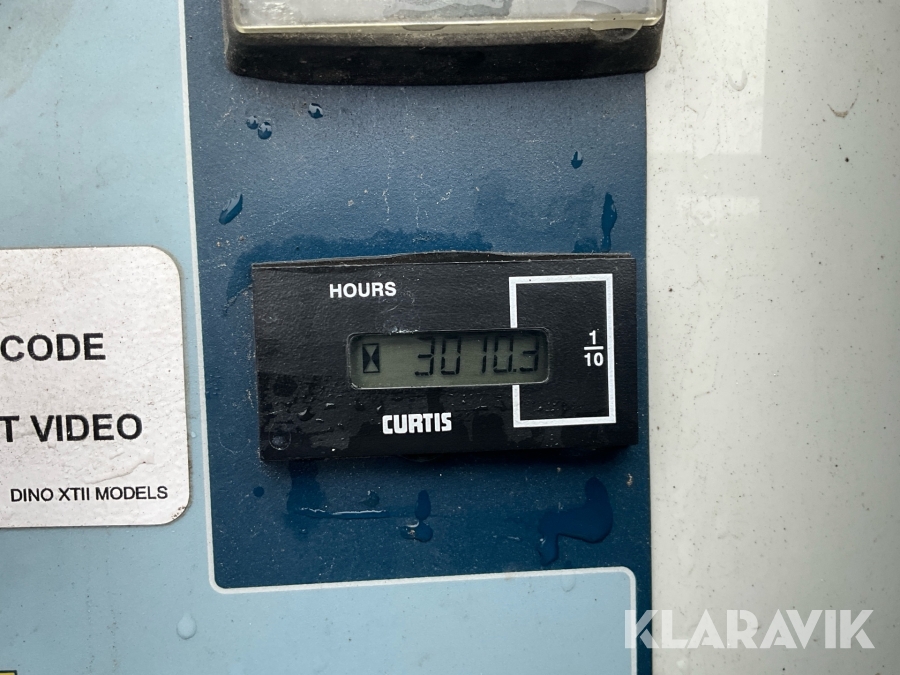 HOURS
3010.3
1
10
CURTIS
CODE
T VIDEO
DINO XTII MODELS
KLARAVIK